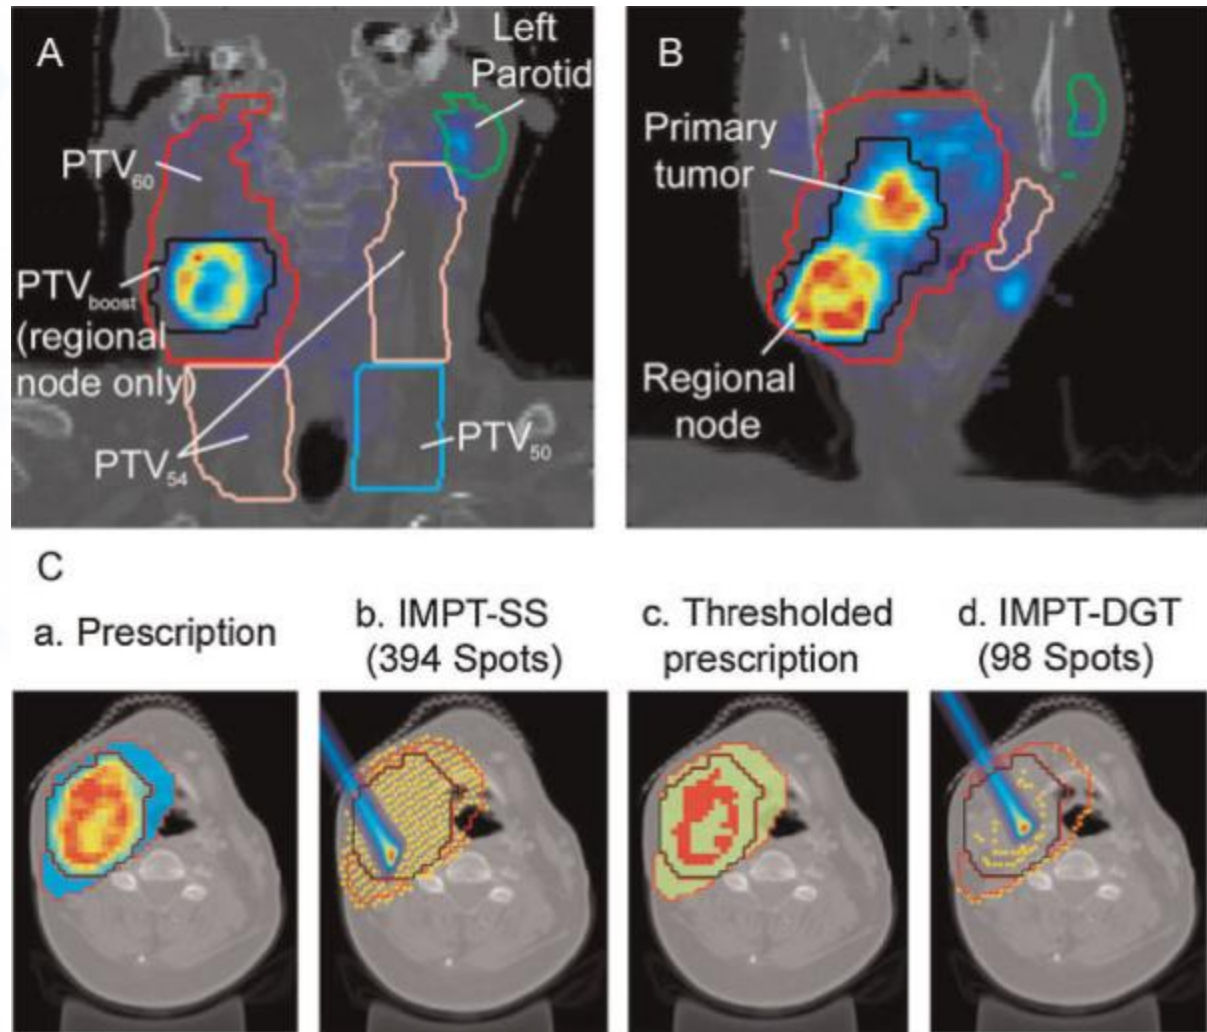 A
Left
Parotid
PTV60
PTVboost
(regional
node only)
PTV54
PTV50
B
Primary
tumor
Regional
node
C
a. Prescription
b. IMPT-SS
(394 Spots)
c. Thresholded
prescription
d. IMPT-DGT
(98 Spots)